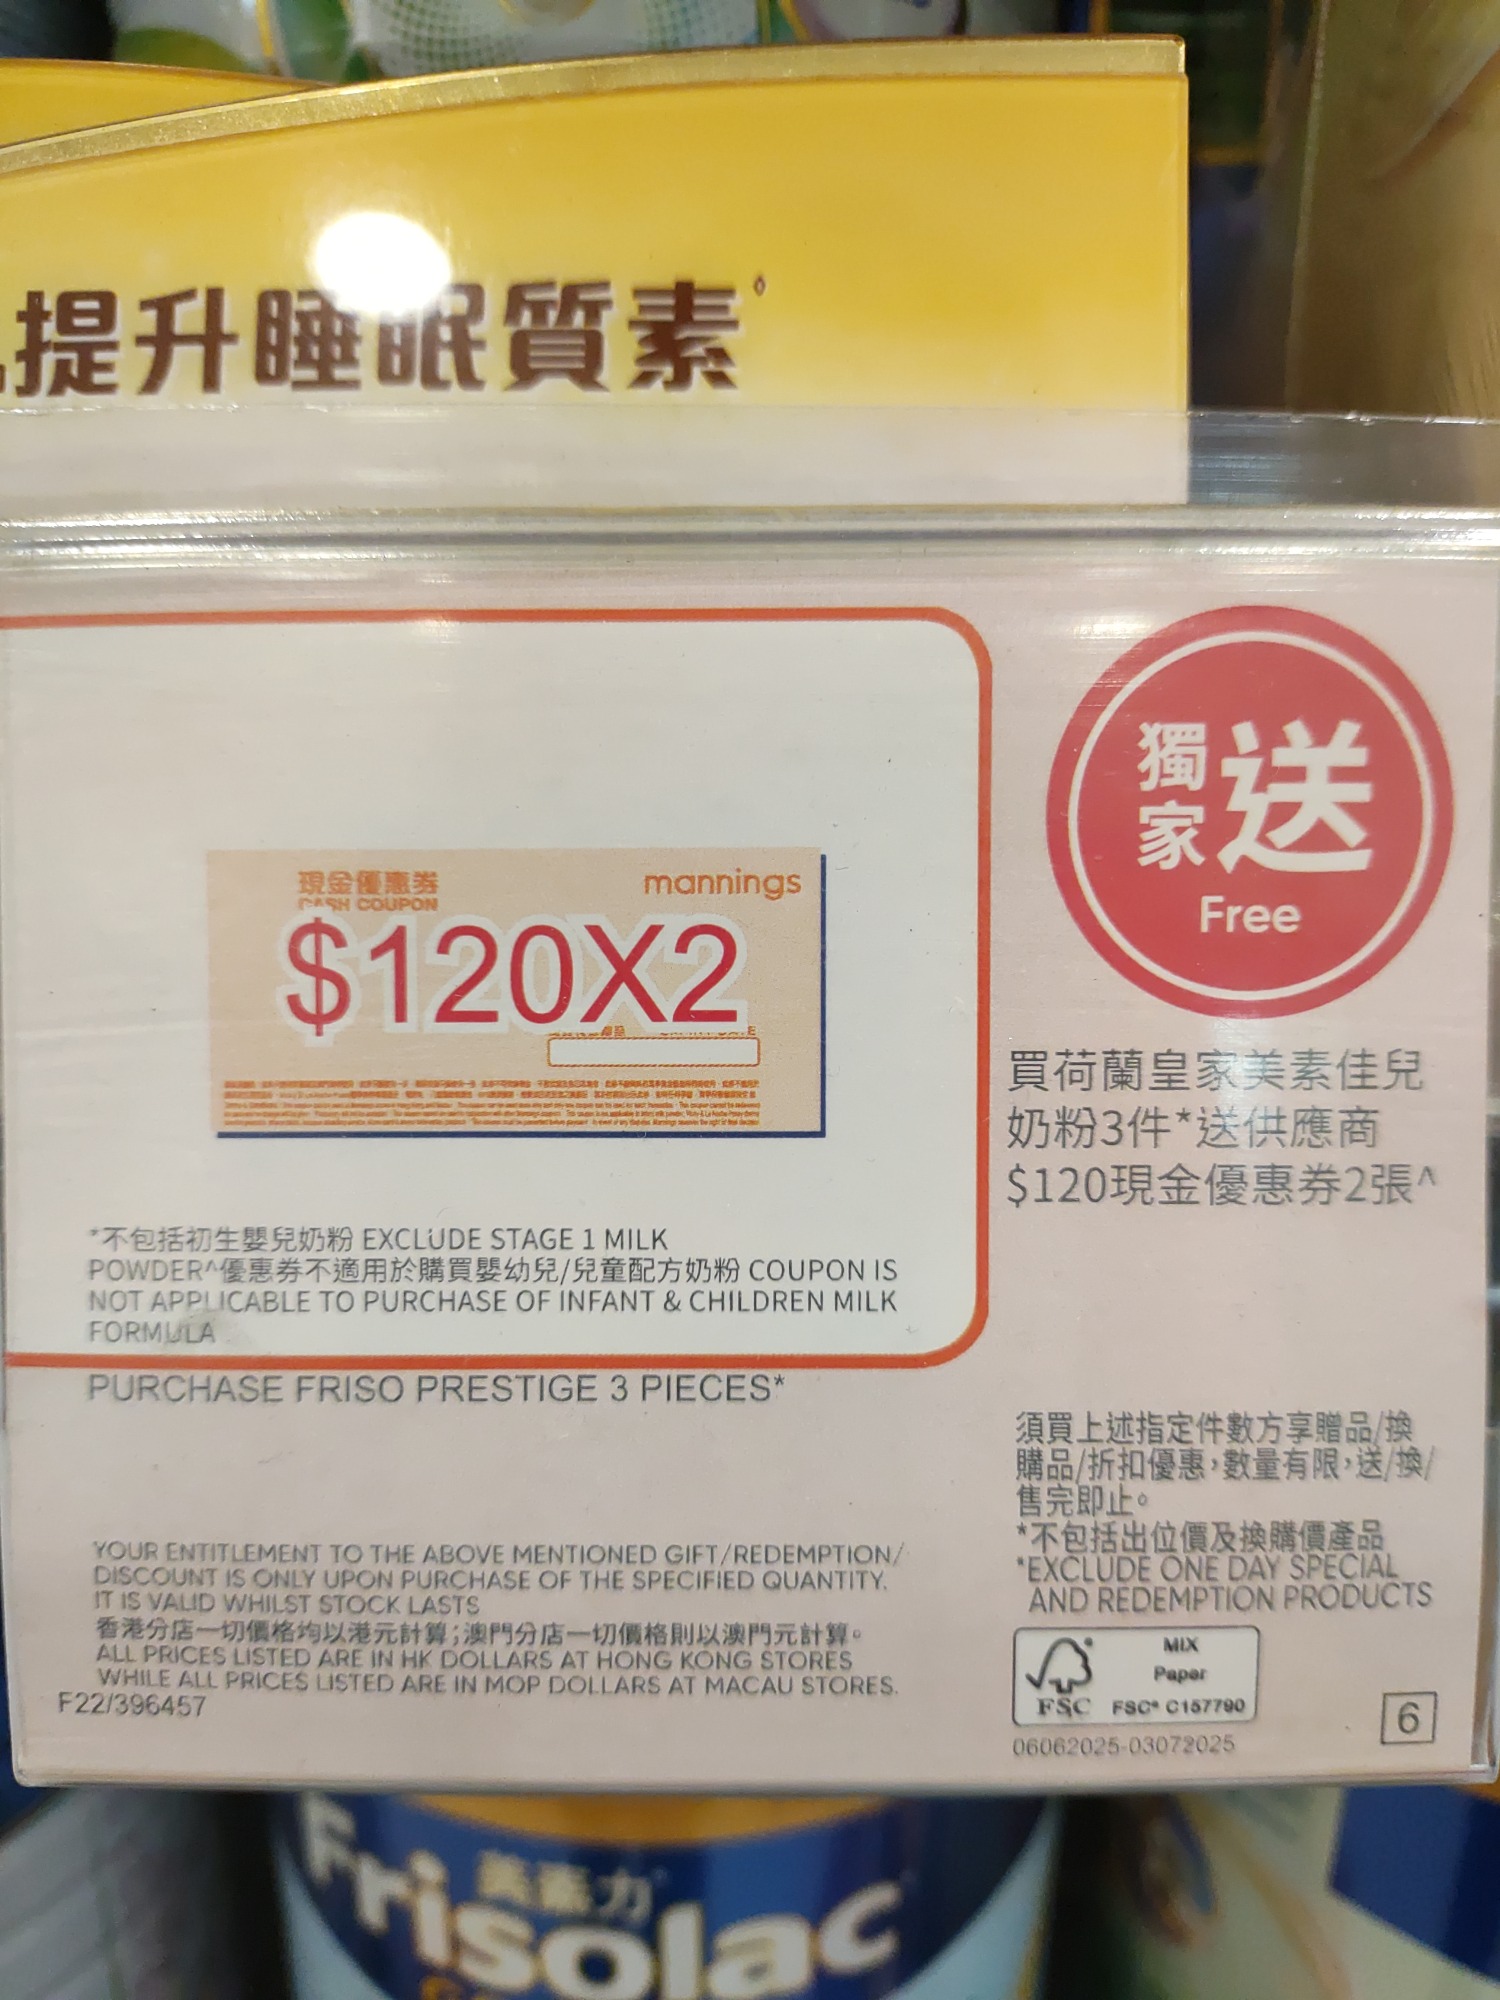 提升睡眠質素◊
獨家送
Free
現金優惠券
CASH COUPON
mannings
$120X2
買荷蘭皇家美素佳兒
奶粉3件*送供應商
$120現金優惠券2張^
*不包括初生嬰兒奶粉 EXCLUDE STAGE 1 MILK
POWDER^優惠券不適用於購買嬰幼兒/兒童配方奶粉 COUPON IS
NOT APPLICABLE TO PURCHASE OF INFANT & CHILDREN MILK
FORMULA
PURCHASE FRISO PRESTIGE 3 PIECES*
須買上述指定件數方享贈品/換
購品/折扣優惠,數量有限,送/換/
售完即止。
*不包括出位價及換購價產品
*EXCLUDE ONE DAY SPECIAL
AND REDEMPTION PRODUCTS
YOUR ENTITLEMENT TO THE ABOVE MENTIONED GIFT/REDEMPTION/
DISCOUNT IS ONLY UPON PURCHASE OF THE SPECIFIED QUANTITY.
IT IS VALID WHILST STOCK LASTS
香港分店一切價格均以港元計算;澳門分店一切價格則以澳門元計算。
ALL PRICES LISTED ARE IN HK DOLLARS AT HONG KONG STORES
WHILE ALL PRICES LISTED ARE IN MOP DOLLARS AT MACAU STORES.
F22/396457
MIX
Paper
FSC FSC® C157790
06062025-03072025
6
美素力
Frisolac